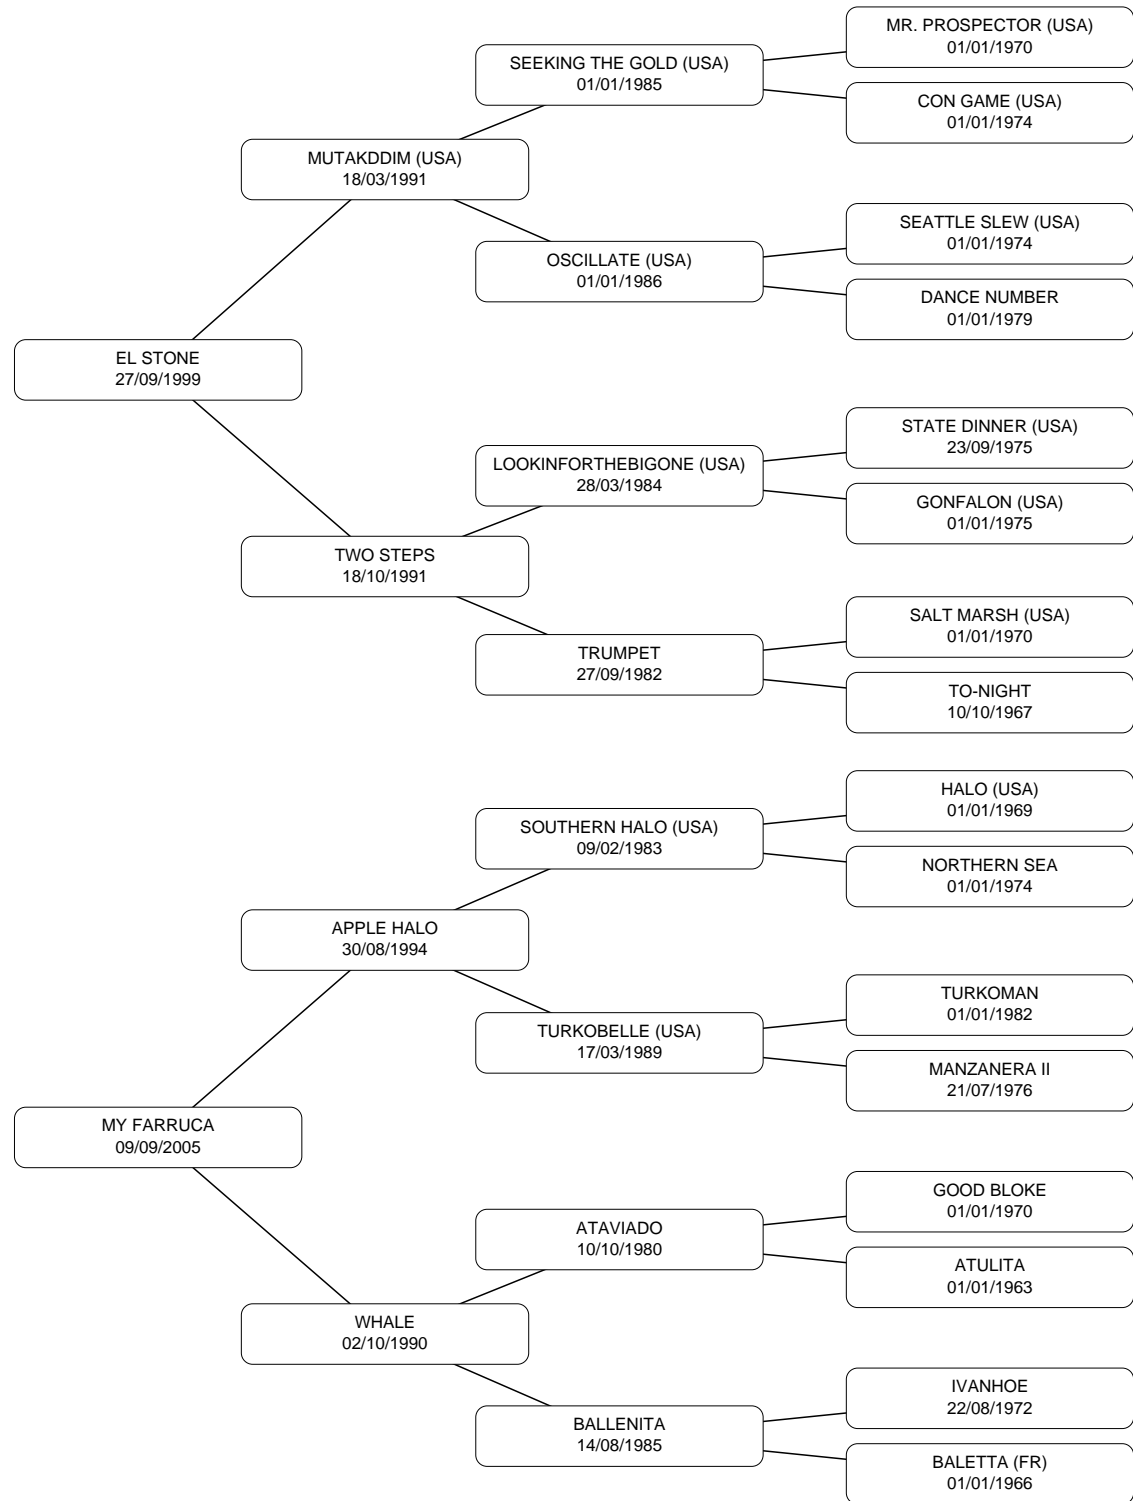 MR. PROSPECTOR (USA)
01/01/1970
SEEKING THE GOLD (USA)
01/01/1985
CON GAME (USA)
01/01/1974
MUTAKDDIM (USA)
18/03/1991
SEATTLE SLEW (USA)
01/01/1974
OSCILLATE (USA)
01/01/1986
DANCE NUMBER
01/01/1979
EL STONE
27/09/1999
STATE DINNER (USA)
23/09/1975
LOOKINFORTHEBIGONE (USA)
28/03/1984
GONFALON (USA)
01/01/1975
TWO STEPS
18/10/1991
SALT MARSH (USA)
01/01/1970
TRUMPET
27/09/1982
TO-NIGHT
10/10/1967
HALO (USA)
01/01/1969
SOUTHERN HALO (USA)
09/02/1983
NORTHERN SEA
01/01/1974
APPLE HALO
30/08/1994
TURKOMAN
01/01/1982
TURKOBELLE (USA)
17/03/1989
MANZANERA II
21/07/1976
MY FARRUCA
09/09/2005
GOOD BLOKE
01/01/1970
ATAVIADO
10/10/1980
ATULITA
01/01/1963
WHALE
02/10/1990
IVANHOE
22/08/1972
BALLENITA
14/08/1985
BALETTA (FR)
01/01/1966